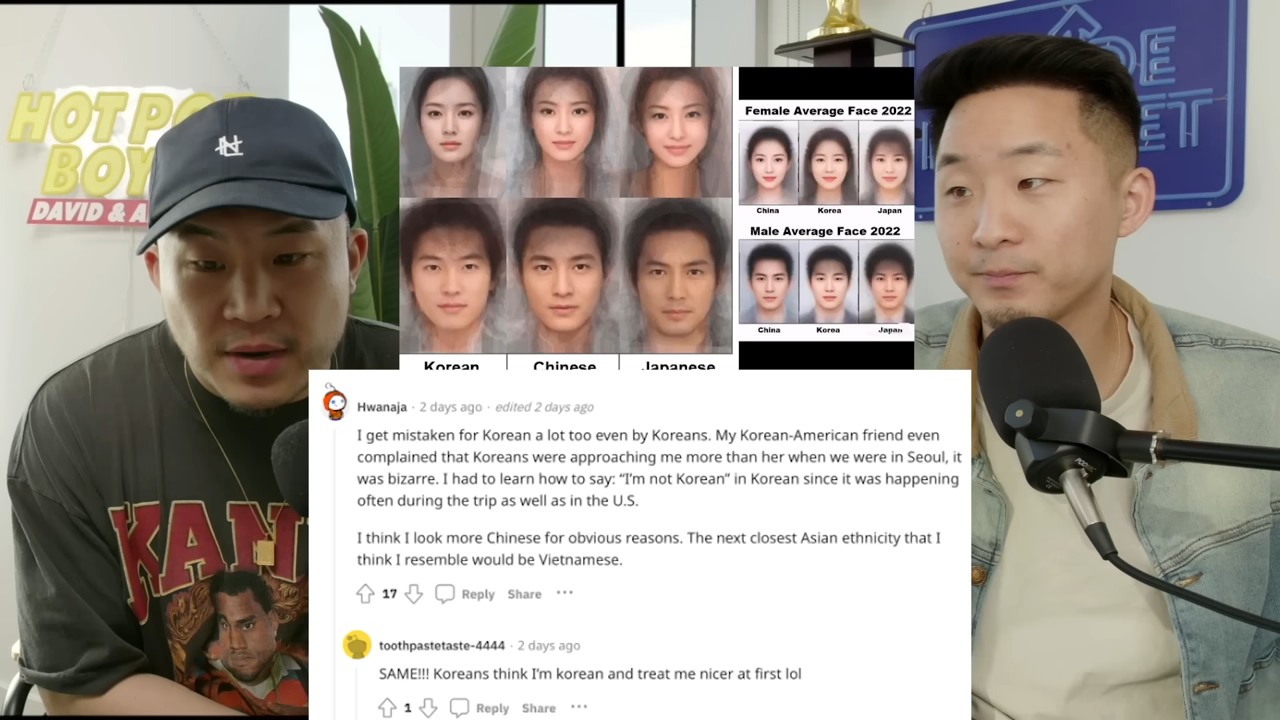 HOT PO
BOY
DAVID & A
KAN
Female Average Face 2022
China Korea Japan
Male Average Face 2022
China Korea Japan
Korean Chinese Japanese
Hwanaja · 2 days ago · edited 2 days ago
I get mistaken for Korean a lot too even by Koreans. My Korean-American friend even
complained that Koreans were approaching me more than her when we were in Seoul, it
was bizarre. I had to learn how to say: “I’m not Korean” in Korean since it was happening
often during the trip as well as in the U.S.
I think I look more Chinese for obvious reasons. The next closest Asian ethnicity that I
think I resemble would be Vietnamese.
17 Reply Share ···
toothpastetaste-4444 · 2 days ago
SAME!!! Koreans think I’m korean and treat me nicer at first lol
1 Reply Share ···